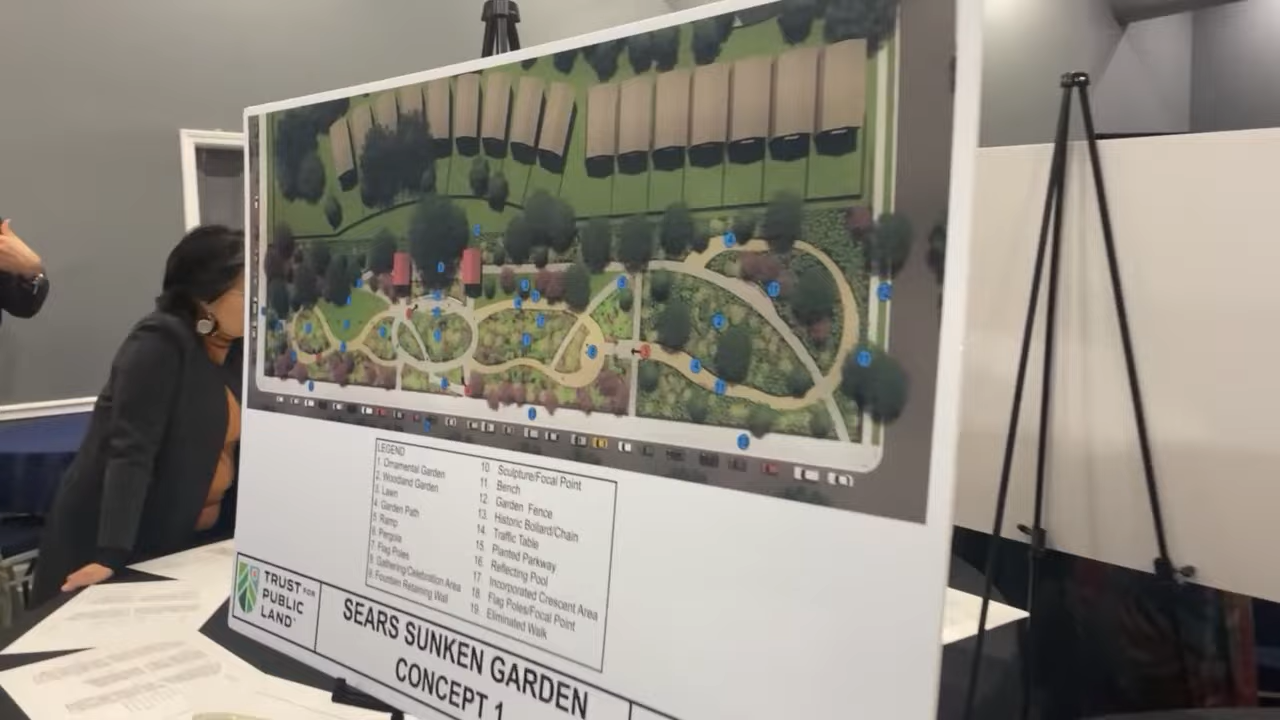 LEGEND
1. Ornamental Garden
2. Woodland Garden
3. Lawn
4. Garden Path
5. Ramp
6. Pergola
7. Flag Poles
8. Gathering/Celebration Area
9. Fountain Retaining Wall
10. Sculpture/Focal Point
11. Bench
12. Garden Fence
13. Historic Bollard/Chain
14. Traffic Table
15. Planted Parkway
16. Reflecting Pool
17. Incorporated Crescent Area
18. Flag Poles/Focal Point
19. Eliminated Walk
TRUST FOR
PUBLIC
LAND
SEARS SUNKEN GARDEN
CONCEPT 1